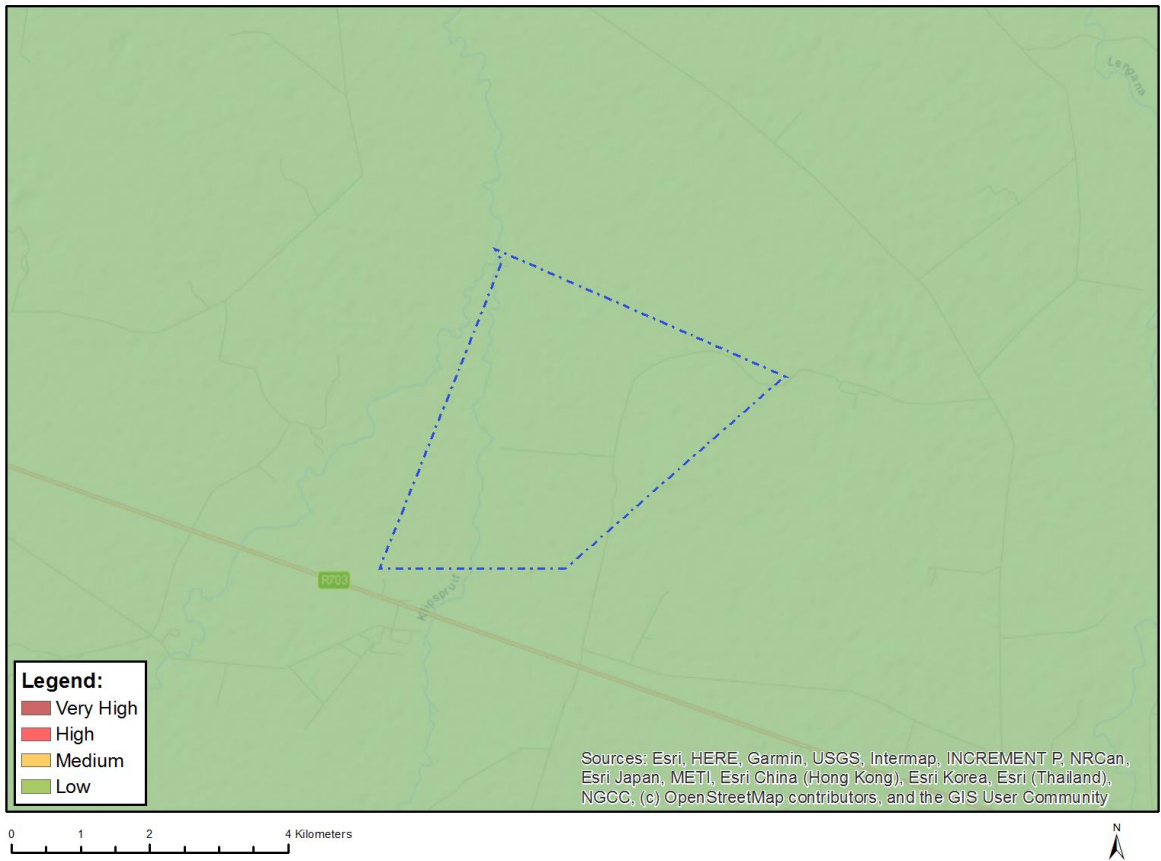 Lengana
R703
Klipspruit
Legend:
Very High
High
Medium
Low
Sources: Esri, HERE, Garmin, USGS, Intermap, INCREMENT P, NRCan,
Esri Japan, METI, Esri China (Hong Kong), Esri Korea, Esri (Thailand),
NGCC, (c) OpenStreetMap contributors, and the GIS User Community
0 1 2 4 Kilometers
N